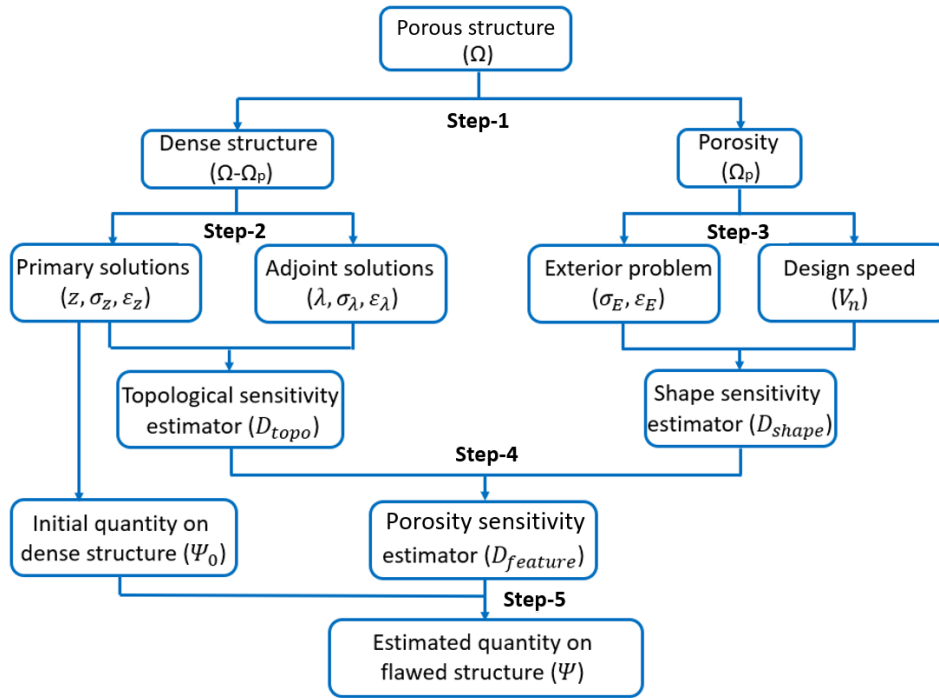 Porous structure
(Ω)
Step-1
Dense structure
(Ω-Ωₚ)
Porosity
(Ωₚ)
Step-2
Step-3
Primary solutions
(𝑧, 𝜎𝑧, 𝜀𝑧)
Adjoint solutions
(𝜆, 𝜎𝜆, 𝜀𝜆)
Exterior problem
(𝜎𝐸, 𝜀𝐸)
Design speed
(𝑉𝑛)
Topological sensitivity
estimator (𝐷𝑡𝑜𝑝𝑜)
Shape sensitivity
estimator (𝐷𝑠ℎ𝑎𝑝𝑒)
Step-4
Initial quantity on
dense structure (𝛹₀)
Porosity sensitivity
estimator (𝐷𝑓𝑒𝑎𝑡𝑢𝑟𝑒)
Step-5
Estimated quantity on
flawed structure (𝛹)